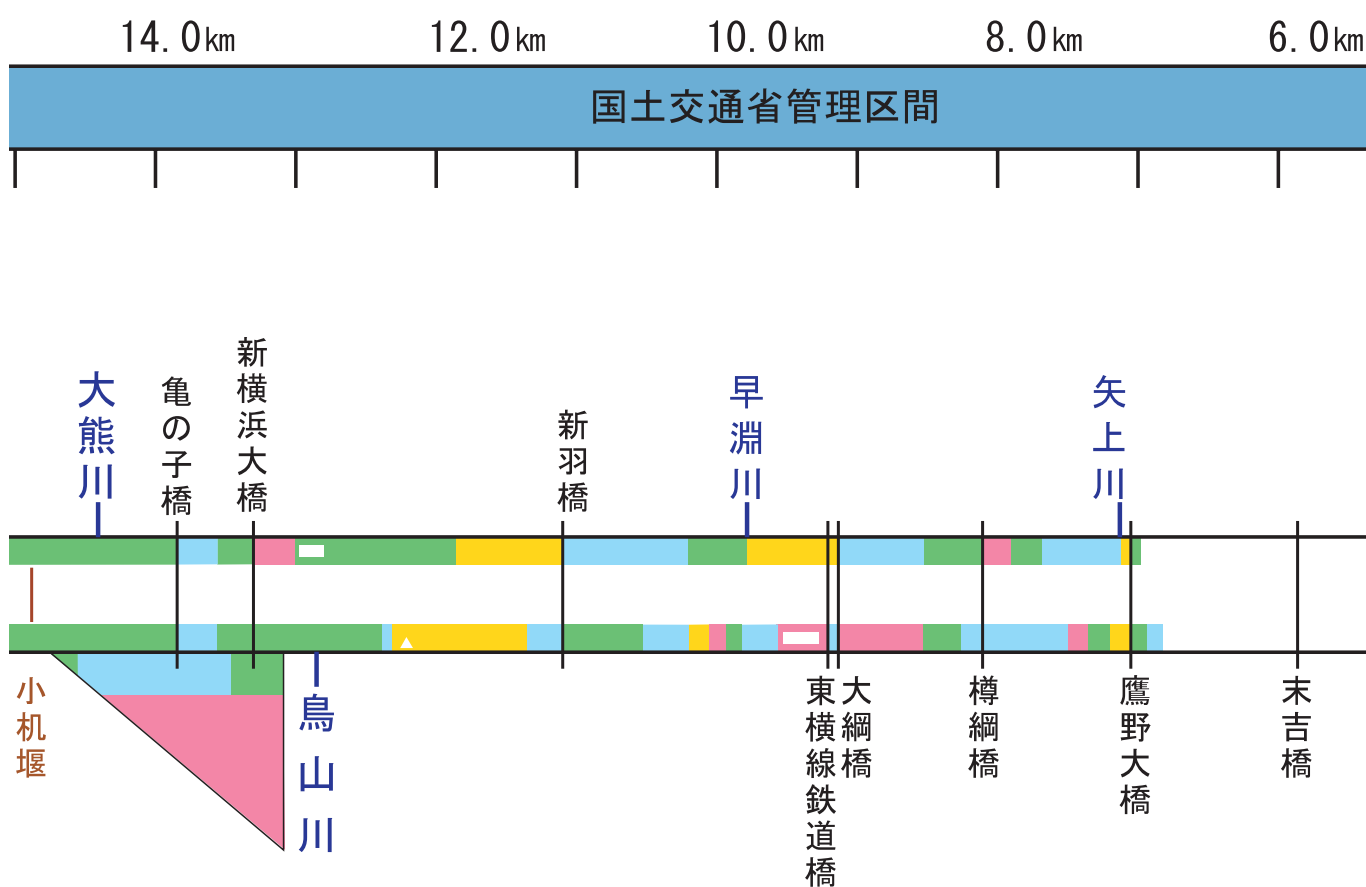 14.0km
12.0km
10.0km
8.0km
6.0km
国土交通省管理区間
大熊川
亀の子橋
新横浜大橋
新羽橋
早淵川
矢上川
小机堰
鳥山川
東横線鉄道橋
大綱橋
樽綱橋
鷹野大橋
末吉橋